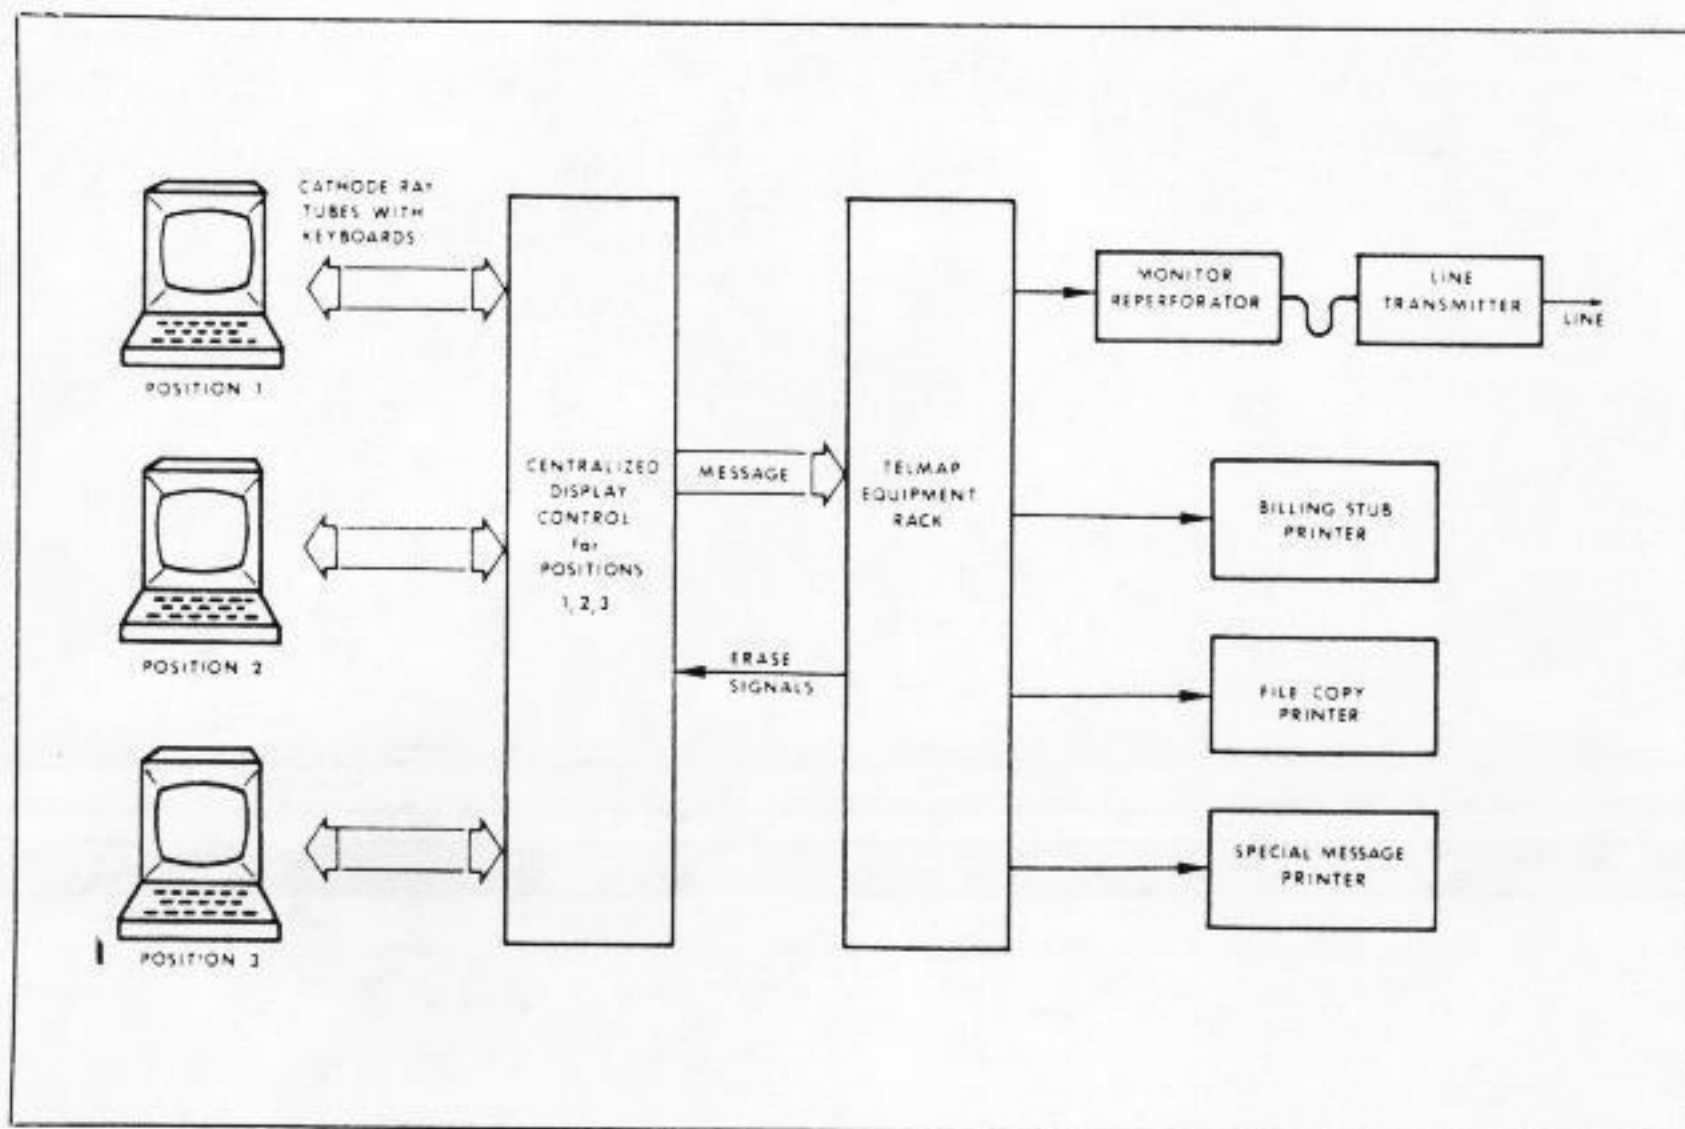 CATHODE RAY
TUBES WITH
KEYBOARDS
POSITION 1
POSITION 2
POSITION 3
CENTRALIZED
DISPLAY
CONTROL
For
POSITIONS
1, 2, 3
MESSAGE
ERASE
SIGNALS
TELMAP
EQUIPMENT
RACK
MONITOR
REPERFORATOR
LINE
TRANSMITTER
LINE
BILLING STUB
PRINTER
FILE COPY
PRINTER
SPECIAL MESSAGE
PRINTER